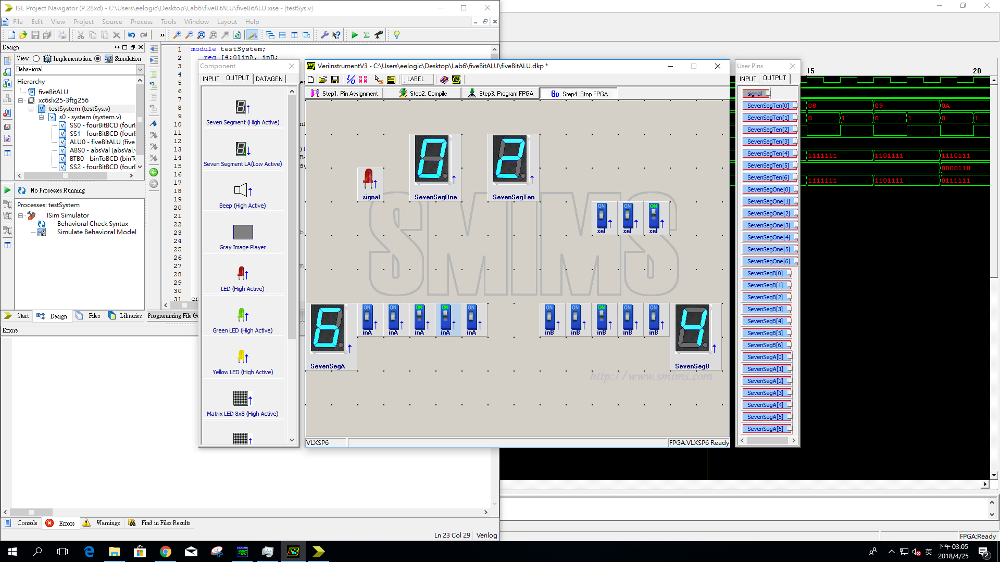 ISE Project Navigator (P.28xd) - C:\Users\eelogic\Desktop\Lab6\fiveBitALU\fiveBitALU.xise - [testSys.v]
File Edit View Project Source Process Tools Window Layout Help
Design
View: Implementation Simulation
Behavioral
Hierarchy
fiveBitALU
xc6slx25-3ftg256
testSystem (testSys.v)
s0 - system (system.v)
SS0 - fourBitBCD (fourE
SS1 - fourBitBCD (fourE
ALU0 - fiveBitALU (five
ABS0 - absVal (absVal.v
BTB0 - binToBCD (binTo
SS2 - fourBitBCD (fourE
No Processes Running
Processes: testSystem
ISim Simulator
Behavioral Check Syntax
Simulate Behavioral Model
Start Design Files Libraries
Errors
Console Errors Warnings Find in Files Results
Ln 23 Col 29 Verilog
1 module testSystem;
2 reg [4:0]inA, inB;
3
4
5
6
7
8
9
10
11
12
13
14
15
16
17
18
19
20
21
22
23
24
25
26
27
28
29
30
31 en
Programming File Ge
Component
INPUT OUTPUT DATAGEN
Seven Segment (High Active)
Seven Segment LA(Low Active)
Beep (High Active)
Gray Image Player
LED (High Active)
Green LED (High Active)
Yellow LED (High Active)
Matrix LED 8x8 (High Active)
VeriInstrumentV3 - C:\Users\eelogic\Desktop\Lab6\fiveBitALU\fiveBitALU.dkp *
I/O LABEL
Step1. Pin Assignment Step2. Compile Step3. Program FPGA Go Step4. Stop FPGA
0 2
signal SevenSegOne SevenSegTen
ON ON ON
sel sel sel
SMIMS
6 ON ON ON ON ON ON ON ON ON ON 4
inA inA inA inA inA inB inB inB inB inB
SevenSegA SevenSegB
http://www.smims.com
VLXSP6 FPGA:VLXSP6 Ready
User Pins
INPUT OUTPUT
signal
SevenSegTen[0]
SevenSegTen[1]
SevenSegTen[2]
SevenSegTen[3]
SevenSegTen[4]
SevenSegTen[5]
SevenSegTen[6]
SevenSegOne[0]
SevenSegOne[1]
SevenSegOne[2]
SevenSegOne[3]
SevenSegOne[4]
SevenSegOne[5]
SevenSegOne[6]
SevenSegB[0]
SevenSegB[1]
SevenSegB[2]
SevenSegB[3]
SevenSegB[4]
SevenSegB[5]
SevenSegB[6]
SevenSegA[0]
SevenSegA[1]
SevenSegA[2]
SevenSegA[3]
SevenSegA[4]
SevenSegA[5]
SevenSegA[6]
15 20
08 09 0A
0 1 0 1 0 1
1111111 1101111 1110111
0000110
1111111 1101111 0111111
FPGA:Ready
英 下午 03:05
2018/4/25 2